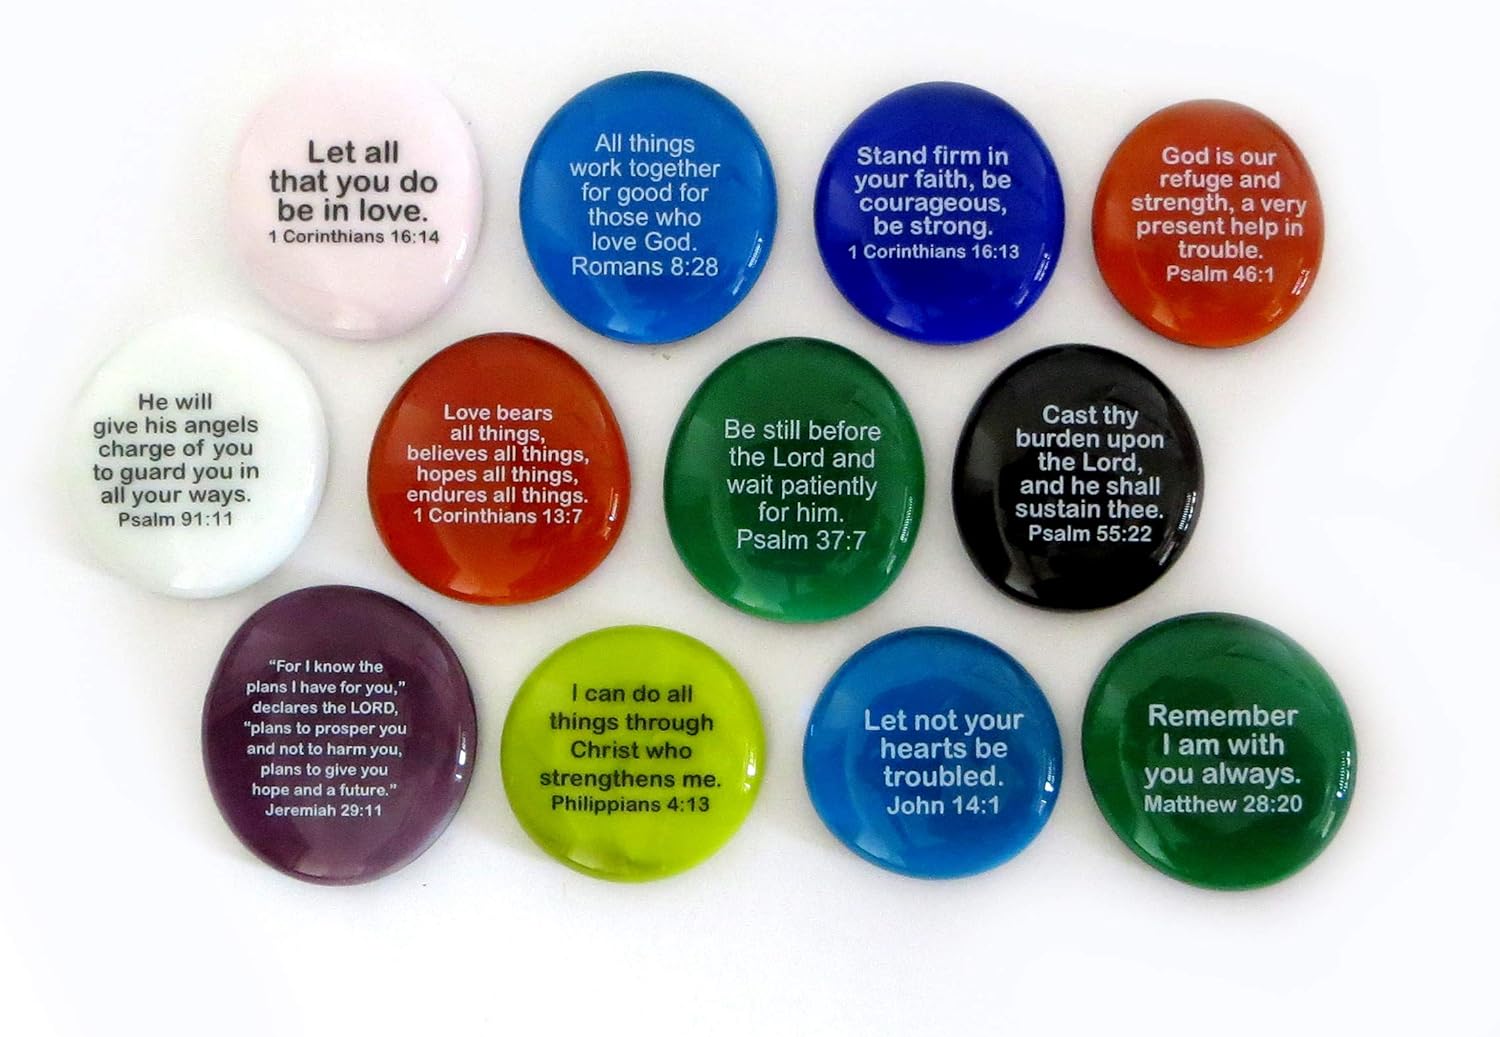 Let all
that you do
be in love.
1 Corinthians 16:14
All things
work together
for good for
those who
love God.
Romans 8:28
Stand firm in
your faith, be
courageous,
be strong.
1 Corinthians 16:13
God is our
refuge and
strength, a very
present help in
trouble.
Psalm 46:1
He will
give his angels
charge of you
to guard you in
all your ways.
Psalm 91:11
Love bears
all things,
believes all things,
hopes all things,
endures all things.
1 Corinthians 13:7
Be still before
the Lord and
wait patiently
for him.
Psalm 37:7
Cast thy
burden upon
the Lord,
and he shall
sustain thee.
Psalm 55:22
“For I know the
plans I have for you,”
declares the LORD,
“plans to prosper you
and not to harm you,
plans to give you
hope and a future.”
Jeremiah 29:11
I can do all
things through
Christ who
strengthens me.
Philippians 4:13
Let not your
hearts be
troubled.
John 14:1
Remember
I am with
you always.
Matthew 28:20